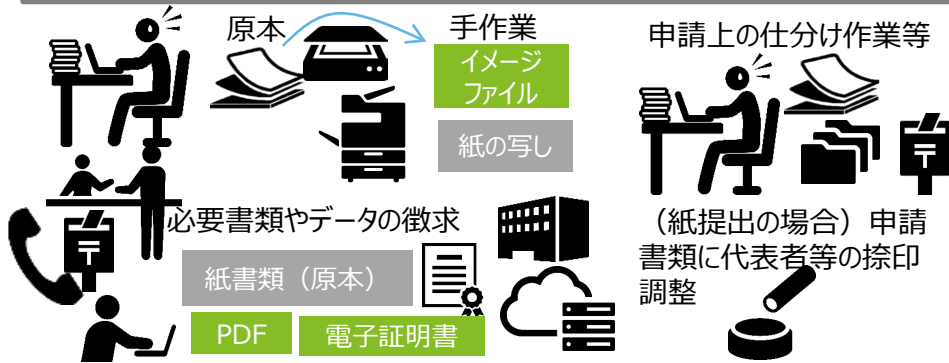 原本
手作業
イメージ
ファイル
紙の写し
申請上の仕分け作業等
必要書類やデータの徴求
紙書類（原本）
PDF
電子証明書
（紙提出の場合）申請
書類に代表者等の捺印
調整